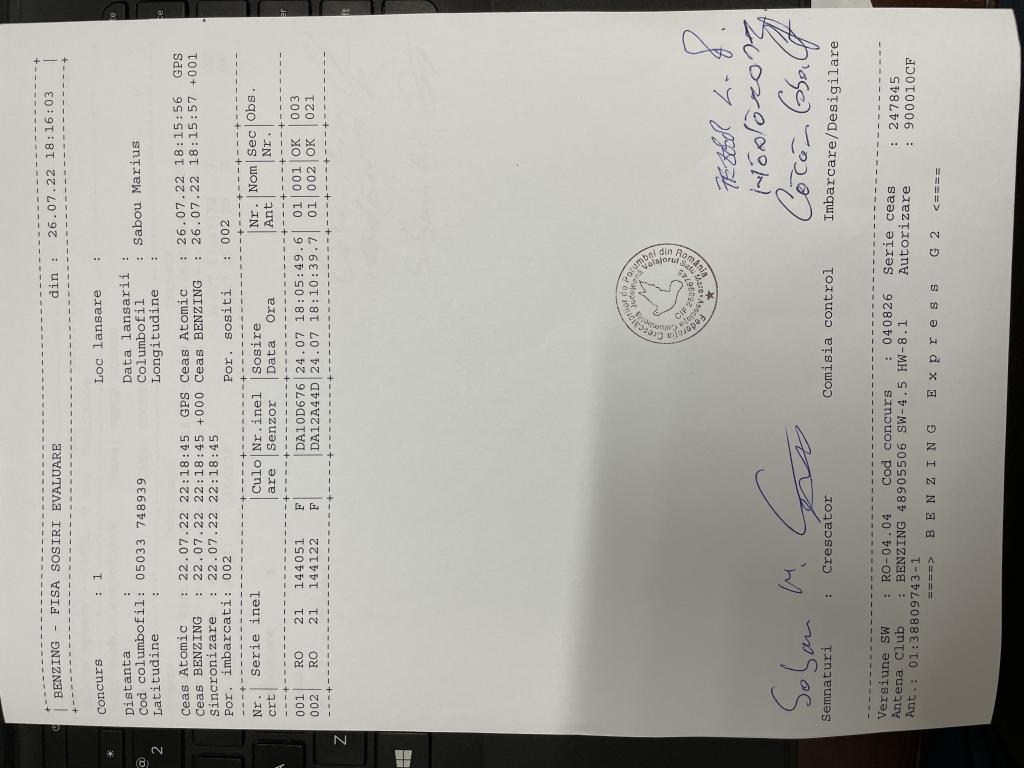 +--------------------------------------------------------------------------+
| BENZING - FISA SOSIRI EVALUARE din : 26.07.22 18:16:03 |
+--------------------------------------------------------------------------+
Concurs : 1 Loc lansare :
Distanta : Data lansarii :
Cod columbofil: 05033 748939 Columbofil : Sabou Marius
Latitudine : Longitudine :
Ceas Atomic : 22.07.22 22:18:45 GPS Ceas Atomic : 26.07.22 18:15:56 GPS
Ceas BENZING : 22.07.22 22:18:45 +000 Ceas BENZING : 26.07.22 18:15:57 +001
Sincronizare : 22.07.22 22:18:45
Por. imbarcati: 002 Por. sositi : 002
Nr.| Serie inel |Culo|Nr.inel |Sosire |Nr.|Nom|Sec|Obs.
crt| |are |Senzor |Data Ora |Ant| |Nr.|
001 | RO 21 144051 F| |DA10D676|24.07 18:05:49.6| 01|001|OK |003
002 | RO 21 144122 F| |DA12A44D|24.07 18:10:39.7| 01|002|OK |021
Federația Crescătorilor de Porumbei din România
Sabau M.
Semnaturi : Crescator Comisia control Imbarcare/Desigilare
Versiune SW : RO-04.04 Cod concurs : 040826 Serie ceas : 247845
Antena Club : BENZING 48905506 SW-4.5 HW-8.1 Autorizare : 900010CF
Ant.: 01:38809743-1
====> B E N Z I N G E x p r e s s G 2 <====